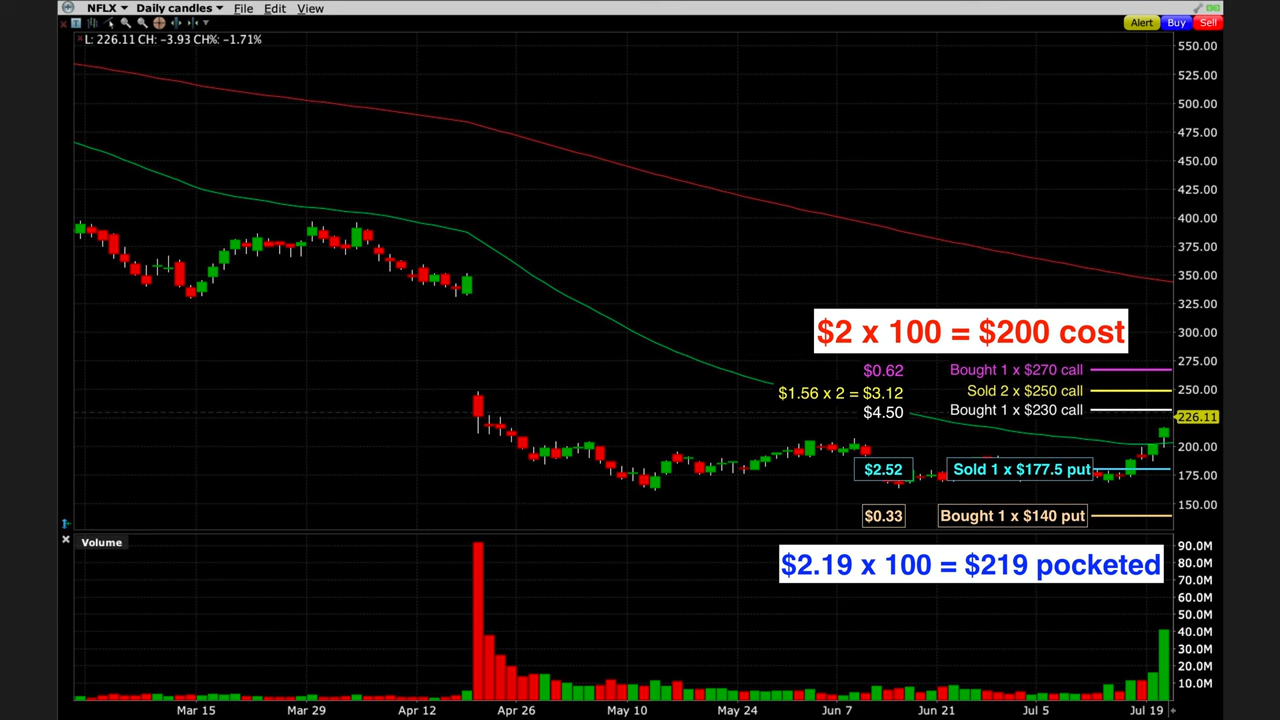 NFLX Daily candles File Edit View
Alert Buy Sell
L: 226.11 CH: -3.93 CH%: -1.71%
550.00
525.00
500.00
475.00
450.00
425.00
400.00
375.00
350.00
325.00
300.00
$2 x 100 = $200 cost
275.00
$0.62 Bought 1 x $270 call
250.00
$1.56 x 2 = $3.12 Sold 2 x $250 call
$4.50 Bought 1 x $230 call
226.11
200.00
$2.52 Sold 1 x $177.5 put
175.00
150.00
$0.33 Bought 1 x $140 put
Volume
90.0M
$2.19 x 100 = $219 pocketed
80.0M
70.0M
60.0M
50.0M
40.0M
30.0M
20.0M
10.0M
Mar 15 Mar 29 Apr 12 Apr 26 May 10 May 24 Jun 7 Jun 21 Jul 5 Jul 19